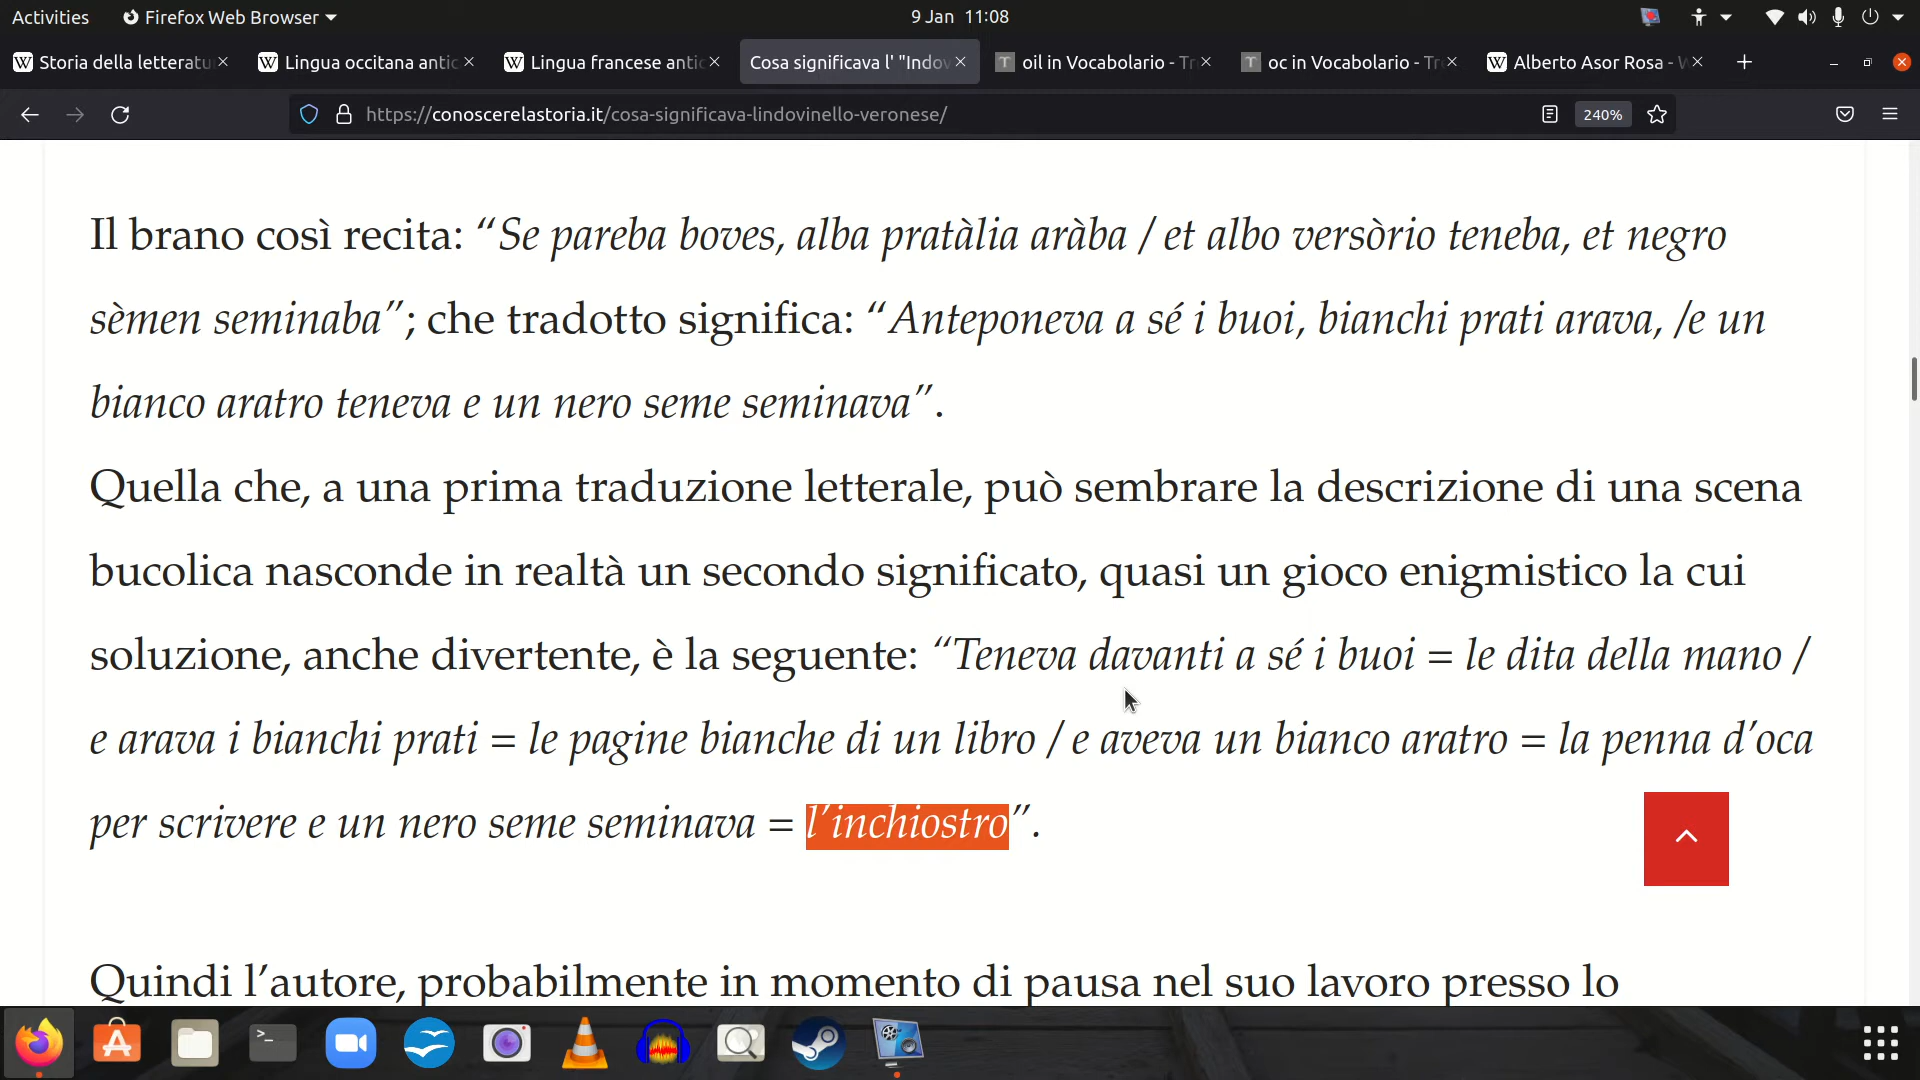 Activities Firefox Web Browser 9 Jan 11:08
Storia della letteratu Lingua occitana antic Lingua francese antic Cosa significava l' "Indov oil in Vocabolario - Tr oc in Vocabolario - Tre Alberto Asor Rosa - W
https://conoscerelastoria.it/cosa-significava-lindovinello-veronese/ 240%
Il brano così recita: “Se pareba boves, alba pratàlia aràba / et albo versòrio teneba, et negro
sèmen seminaba”; che tradotto significa: “Anteponeva a sé i buoi, bianchi prati arava, /e un
bianco aratro teneva e un nero seme seminava”.
Quella che, a una prima traduzione letterale, può sembrare la descrizione di una scena
bucolica nasconde in realtà un secondo significato, quasi un gioco enigmistico la cui
soluzione, anche divertente, è la seguente: “Teneva davanti a sé i buoi = le dita della mano /
e arava i bianchi prati = le pagine bianche di un libro / e aveva un bianco aratro = la penna d’oca
per scrivere e un nero seme seminava = l’inchiostro”.
Quindi l’autore, probabilmente in momento di pausa nel suo lavoro presso lo